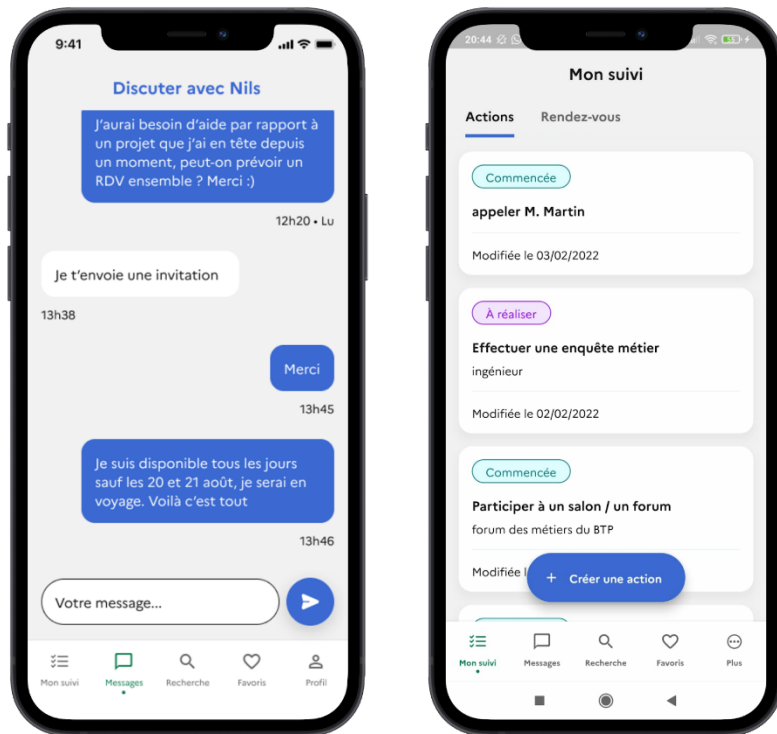 9:41
Discuter avec Nils
J'aurai besoin d'aide par rapport à
un projet que j'ai en tête depuis
un moment, peut-on prévoir un
RDV ensemble ? Merci :)
12h20 • Lu
Je t'envoie une invitation
13h38
Merci
13h45
Je suis disponible tous les jours
sauf les 20 et 21 août, je serai en
voyage. Voilà c'est tout
13h46
Votre message...
Mon suivi
Messages
Recherche
Favoris
Profil
20:44
Mon suivi
Actions
Rendez-vous
Commencée
appeler M. Martin
Modifiée le 03/02/2022
À réaliser
Effectuer une enquête métier
ingénieur
Modifiée le 02/02/2022
Commencée
Participer à un salon / un forum
forum des métiers du BTP
Modifiée l
+ Créer une action
Mon suivi
Messages
Recherche
Favoris
Plus